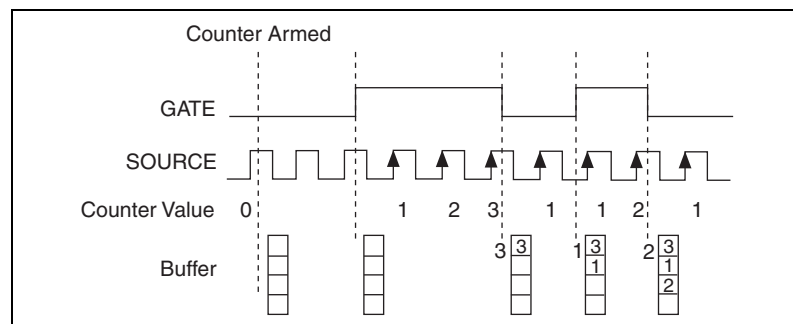 Counter Armed
GATE
SOURCE
Counter Value 0 1 2 3 1 1 2 1
Buffer 3 3 1 3 2 3
1 1
2